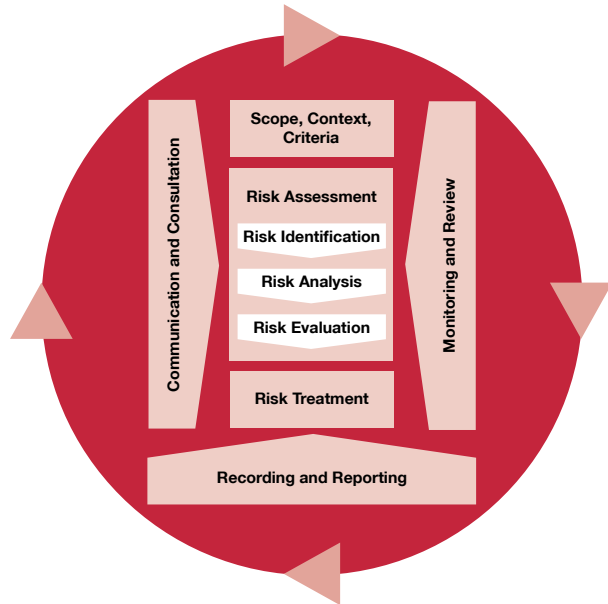 Scope, Context,
Criteria
Communication and Consultation
Risk Assessment
Risk Identification
Risk Analysis
Risk Evaluation
Risk Treatment
Monitoring and Review
Recording and Reporting